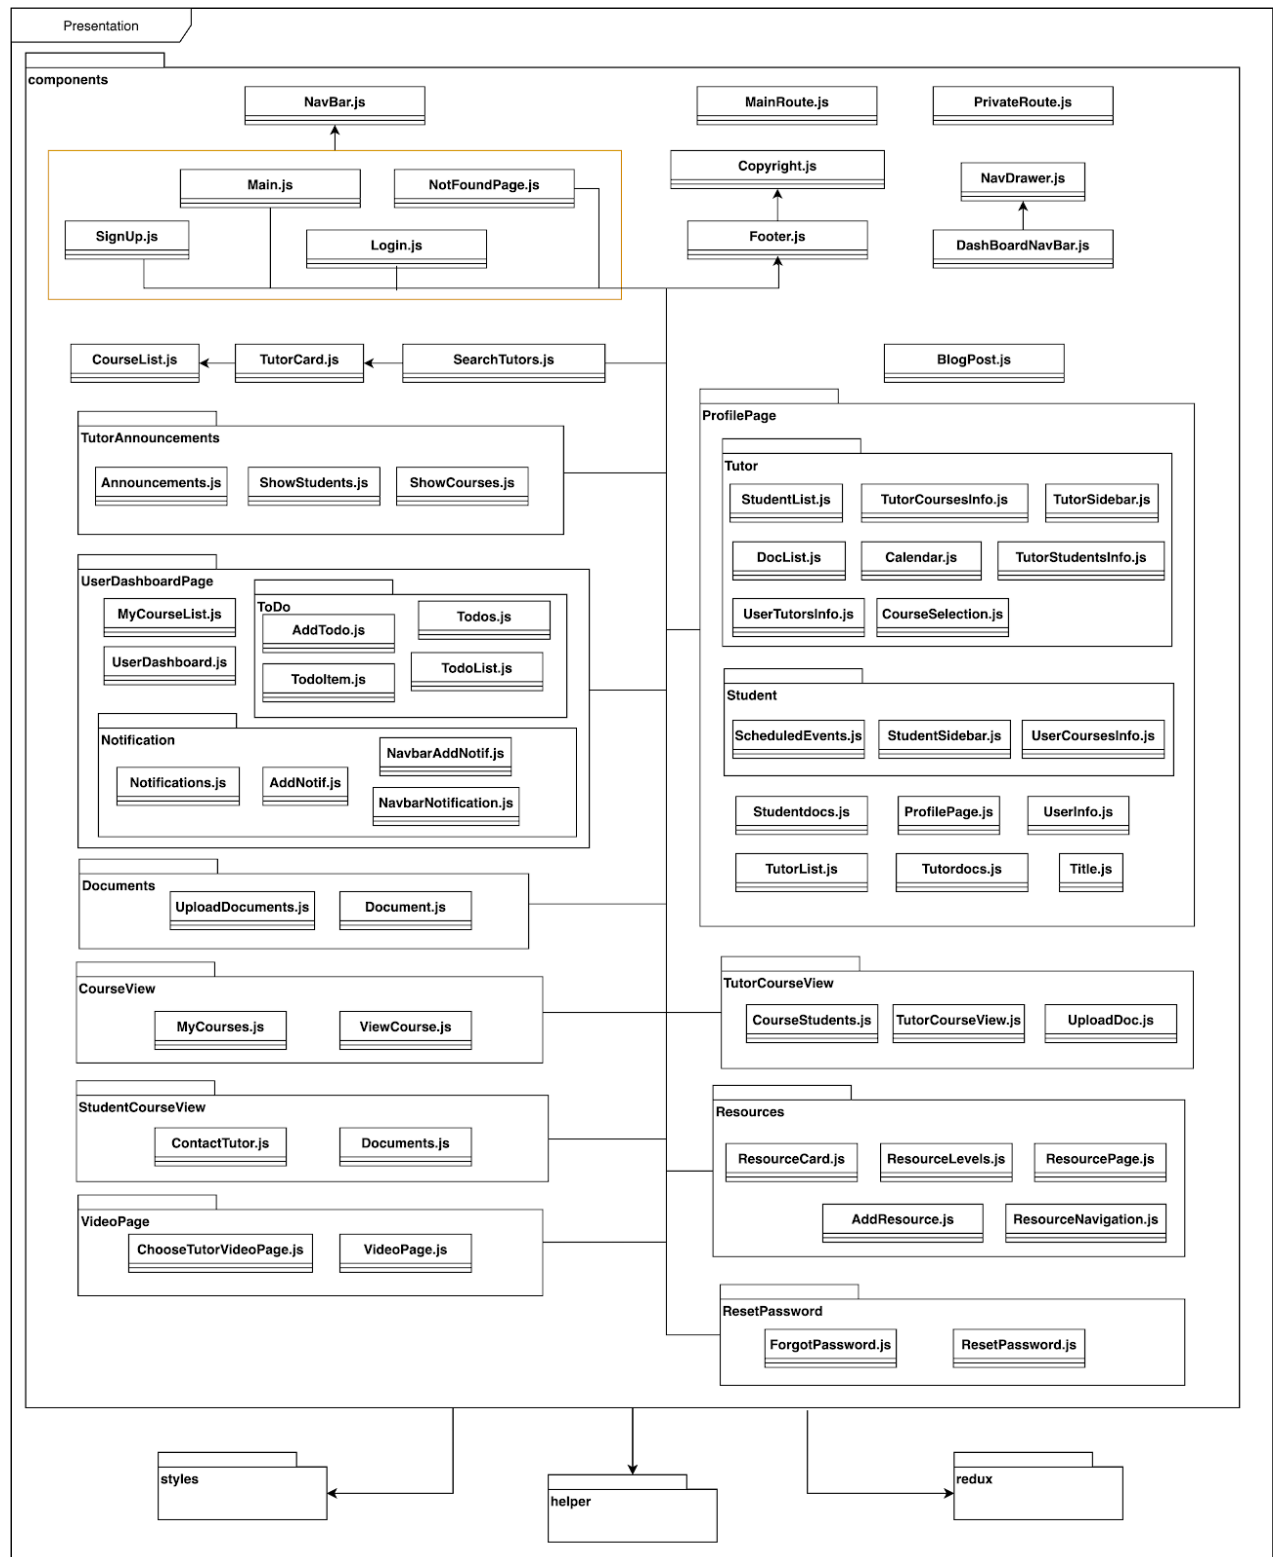 Presentation
components
NavBar.js
MainRoute.js
PrivateRoute.js
Main.js
NotFoundPage.js
Copyright.js
NavDrawer.js
SignUp.js
Login.js
Footer.js
DashBoardNavBar.js
CourseList.js
TutorCard.js
SearchTutors.js
BlogPost.js
TutorAnnouncements
Announcements.js
ShowStudents.js
ShowCourses.js
ProfilePage
Tutor
StudentList.js
TutorCoursesInfo.js
TutorSidebar.js
DocList.js
Calendar.js
TutorStudentsInfo.js
UserTutorsInfo.js
CourseSelection.js
UserDashboardPage
MyCourseList.js
UserDashboard.js
ToDo
AddTodo.js
Todos.js
TodoItem.js
TodoList.js
Notification
NavbarAddNotif.js
Notifications.js
AddNotif.js
NavbarNotification.js
Student
ScheduledEvents.js
StudentSidebar.js
UserCoursesInfo.js
Studentdocs.js
ProfilePage.js
UserInfo.js
TutorList.js
Tutordocs.js
Title.js
Documents
UploadDocuments.js
Document.js
CourseView
MyCourses.js
ViewCourse.js
TutorCourseView
CourseStudents.js
TutorCourseView.js
UploadDoc.js
StudentCourseView
ContactTutor.js
Documents.js
Resources
ResourceCard.js
ResourceLevels.js
ResourcePage.js
AddResource.js
ResourceNavigation.js
VideoPage
ChooseTutorVideoPage.js
VideoPage.js
ResetPassword
ForgotPassword.js
ResetPassword.js
styles
helper
redux